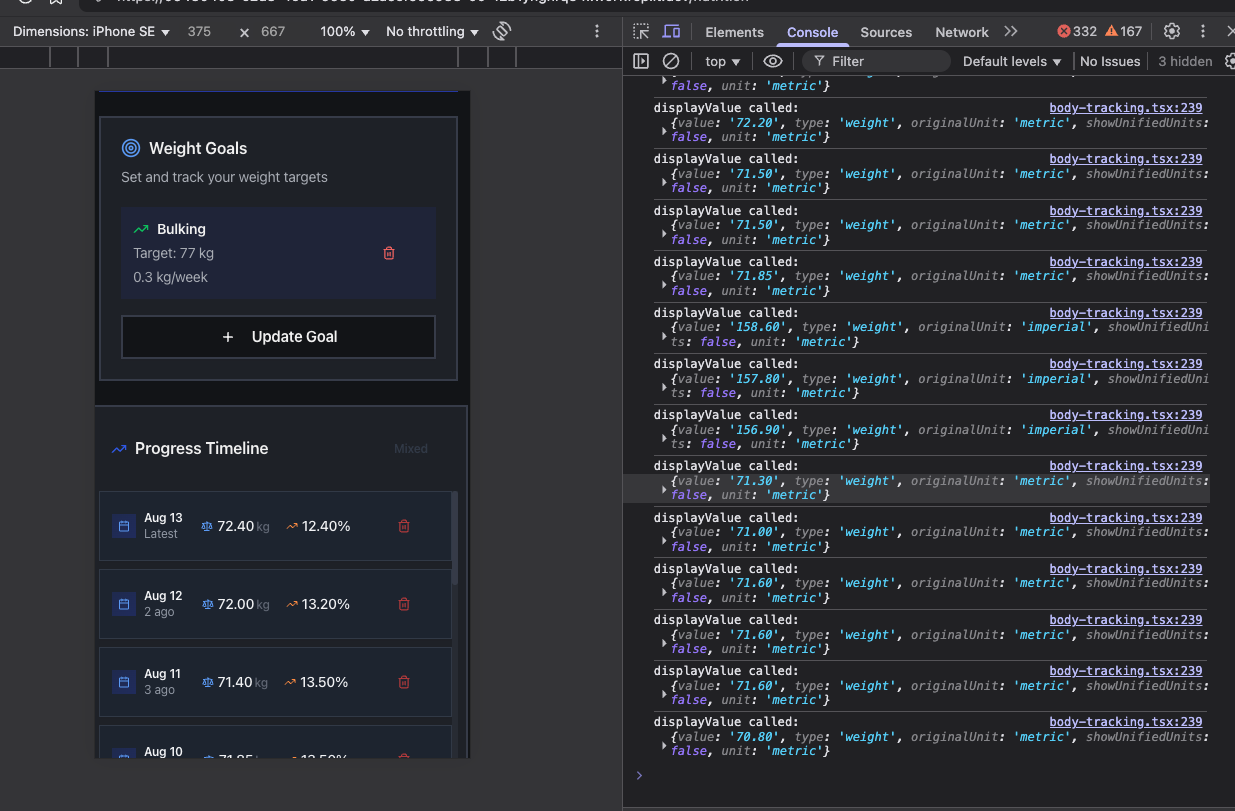 Dimensions: iPhone SE ▼ 375 × 667 100% ▼ No throttling ▼
Weight Goals
Set and track your weight targets
Bulking
Target: 77 kg
0.3 kg/week
+ Update Goal
Progress Timeline Mixed
Aug 13 72.40 kg 12.40%
Latest
Aug 12 72.00 kg 13.20%
2 ago
Aug 11 71.40 kg 13.50%
3 ago
Aug 10
Elements Console Sources Network 332 167
top ▼ Filter Default levels ▼ No Issues 3 hidden
false, unit: 'metric'}
displayValue called: body-tracking.tsx:239
{value: '72.20', type: 'weight', originalUnit: 'metric', showUnifiedUnits:
false, unit: 'metric'}
displayValue called: body-tracking.tsx:239
{value: '71.50', type: 'weight', originalUnit: 'metric', showUnifiedUnits:
false, unit: 'metric'}
displayValue called: body-tracking.tsx:239
{value: '71.50', type: 'weight', originalUnit: 'metric', showUnifiedUnits:
false, unit: 'metric'}
displayValue called: body-tracking.tsx:239
{value: '71.85', type: 'weight', originalUnit: 'metric', showUnifiedUnits:
false, unit: 'metric'}
displayValue called: body-tracking.tsx:239
{value: '158.60', type: 'weight', originalUnit: 'imperial', showUnifiedUni
ts: false, unit: 'metric'}
displayValue called: body-tracking.tsx:239
{value: '157.80', type: 'weight', originalUnit: 'imperial', showUnifiedUni
ts: false, unit: 'metric'}
displayValue called: body-tracking.tsx:239
{value: '156.90', type: 'weight', originalUnit: 'imperial', showUnifiedUni
ts: false, unit: 'metric'}
displayValue called: body-tracking.tsx:239
{value: '71.30', type: 'weight', originalUnit: 'metric', showUnifiedUnits:
false, unit: 'metric'}
displayValue called: body-tracking.tsx:239
{value: '71.00', type: 'weight', originalUnit: 'metric', showUnifiedUnits:
false, unit: 'metric'}
displayValue called: body-tracking.tsx:239
{value: '71.60', type: 'weight', originalUnit: 'metric', showUnifiedUnits:
false, unit: 'metric'}
displayValue called: body-tracking.tsx:239
{value: '71.60', type: 'weight', originalUnit: 'metric', showUnifiedUnits:
false, unit: 'metric'}
displayValue called: body-tracking.tsx:239
{value: '71.60', type: 'weight', originalUnit: 'metric', showUnifiedUnits:
false, unit: 'metric'}
displayValue called: body-tracking.tsx:239
{value: '70.80', type: 'weight', originalUnit: 'metric', showUnifiedUnits:
false, unit: 'metric'}